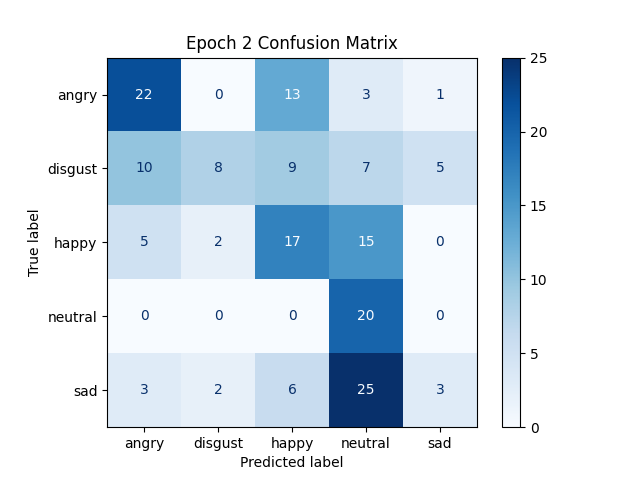 Epoch 2 Confusion Matrix
True label
angry 22 0 13 3 1
disgust 10 8 9 7 5
happy 5 2 17 15 0
neutral 0 0 0 20 0
sad 3 2 6 25 3
angry disgust happy neutral sad
Predicted label
25
20
15
10
5
0